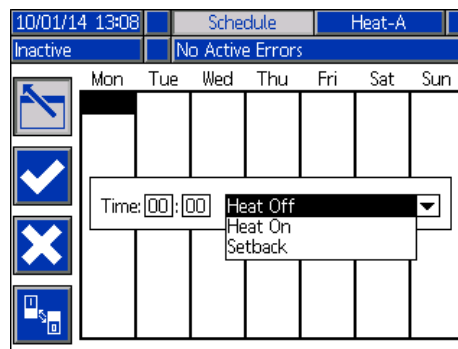 10/01/14 13:08 Schedule Heat-A
Inactive No Active Errors
Mon Tue Wed Thu Fri Sat Sun
Time: 00 : 00 Heat Off
Heat On
Setback